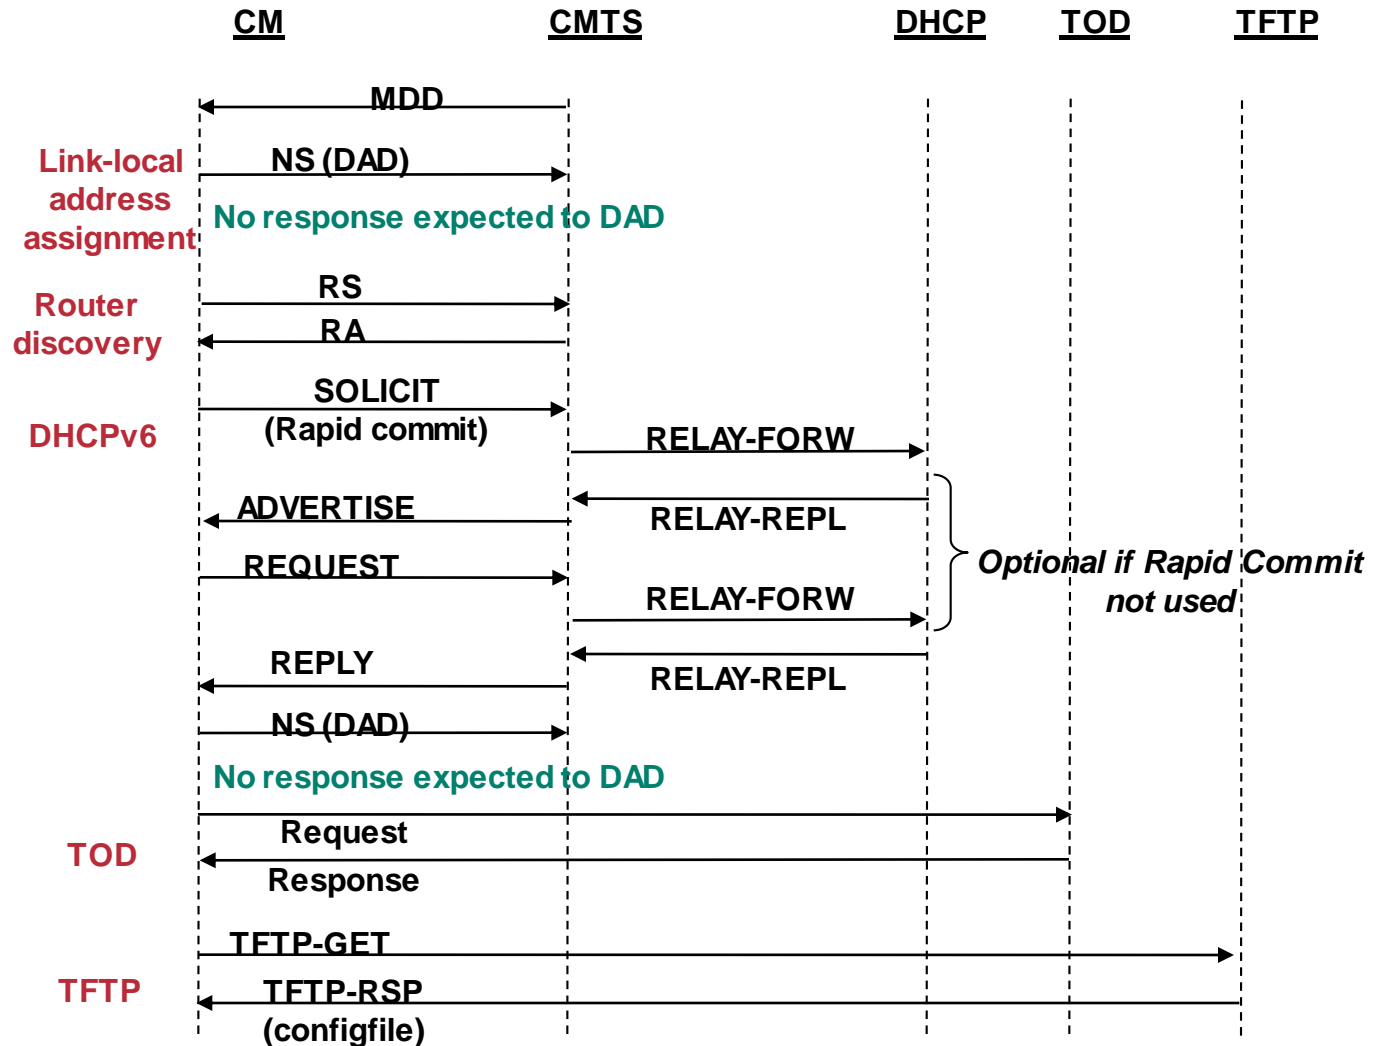 CM CMTS DHCP TOD TFTP
MDD
Link-local
address
assignment
NS (DAD)
No response expected to DAD
Router
discovery
RS
RA
DHCPv6
SOLICIT
(Rapid commit)
RELAY-FORW
ADVERTISE
RELAY-REPL
REQUEST
Optional if Rapid Commit
not used
RELAY-FORW
REPLY
RELAY-REPL
NS (DAD)
No response expected to DAD
TOD
Request
Response
TFTP
TFTP-GET
TFTP-RSP
(configfile)